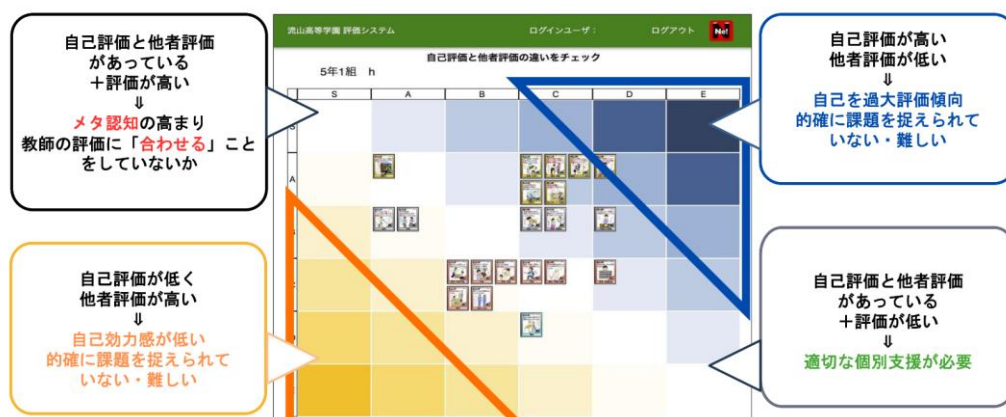 自己評価と他者評価
があっている
＋評価が高い
⇓
メタ認知の高まり
教師の評価に「合わせる」こと
をしていないか
流山高等学園 評価システム
ログインユーザ：
ログアウト
Net
自己評価と他者評価の違いをチェック
5年1組 h
S
A
B
C
D
E
A
自己評価が高い
他者評価が低い
⇓
自己を過大評価傾向
的確に課題を捉えられて
いない・難しい
自己評価が低く
他者評価が高い
⇓
自己効力感が低い
的確に課題を捉えられて
いない・難しい
自己評価と他者評価
があっている
＋評価が低い
⇓
適切な個別支援が必要